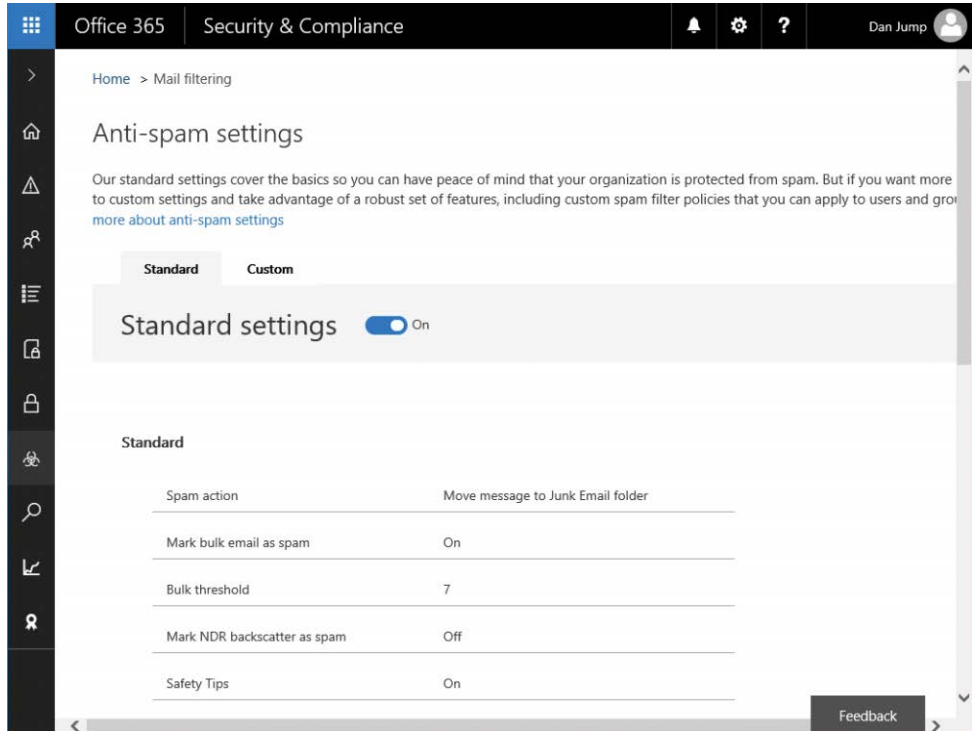 Office 365 Security & Compliance ? Dan Jump
Home > Mail filtering
Anti-spam settings
Our standard settings cover the basics so you can have peace of mind that your organization is protected from spam. But if you want more
to custom settings and take advantage of a robust set of features, including custom spam filter policies that you can apply to users and
more about anti-spam settings
Standard Custom
Standard settings On
Standard
Spam action Move message to Junk Email folder
Mark bulk email as spam On
Bulk threshold 7
Mark NDR backscatter as spam Off
Safety Tips On
Feedback